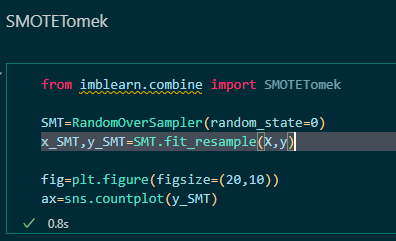 SMOTETomek
from imblearn.combine import SMOTETomek
SMT=RandomOverSampler(random_state=0)
x_SMT,y_SMT=SMT.fit_resample(X,y)
fig=plt.figure(figsize=(20,10))
ax=sns.countplot(y_SMT)
0.8s